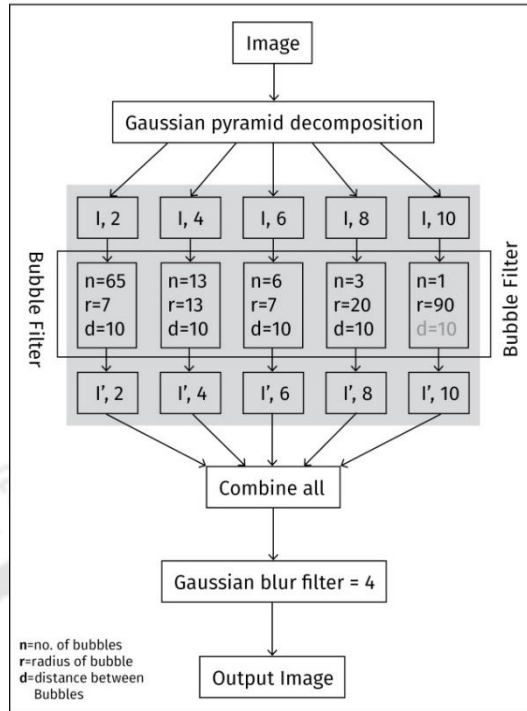 Image
Gaussian pyramid decomposition
I, 2
I, 4
I, 6
I, 8
I, 10
Bubble Filter
n=65
r=7
d=10
n=13
r=13
d=10
n=6
r=7
d=10
n=3
r=20
d=10
n=1
r=90
d=10
Bubble Filter
I’, 2
I’, 4
I’, 6
I’, 8
I’, 10
Combine all
Gaussian blur filter = 4
Output Image
n=no. of bubbles
r=radius of bubble
d=distance between
Bubbles